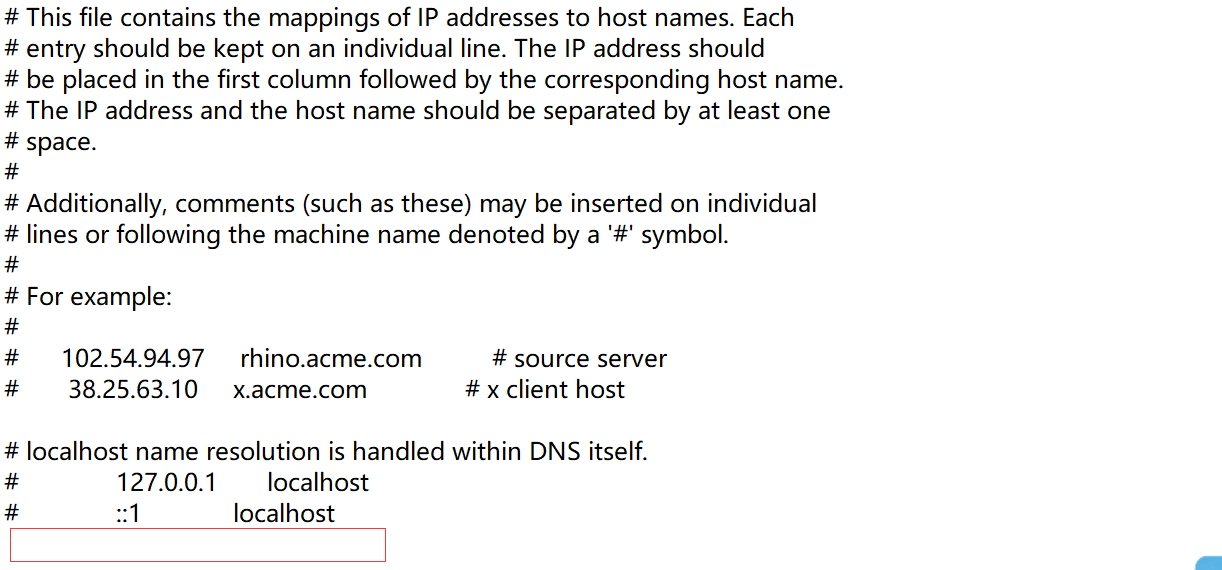 # This file contains the mappings of IP addresses to host names. Each
# entry should be kept on an individual line. The IP address should
# be placed in the first column followed by the corresponding host name.
# The IP address and the host name should be separated by at least one
# space.
#
# Additionally, comments (such as these) may be inserted on individual
# lines or following the machine name denoted by a '#' symbol.
#
# For example:
#
#      102.54.94.97     rhino.acme.com          # source server
#       38.25.63.10     x.acme.com              # x client host

# localhost name resolution is handled within DNS itself.
#	127.0.0.1       localhost
#	::1             localhost